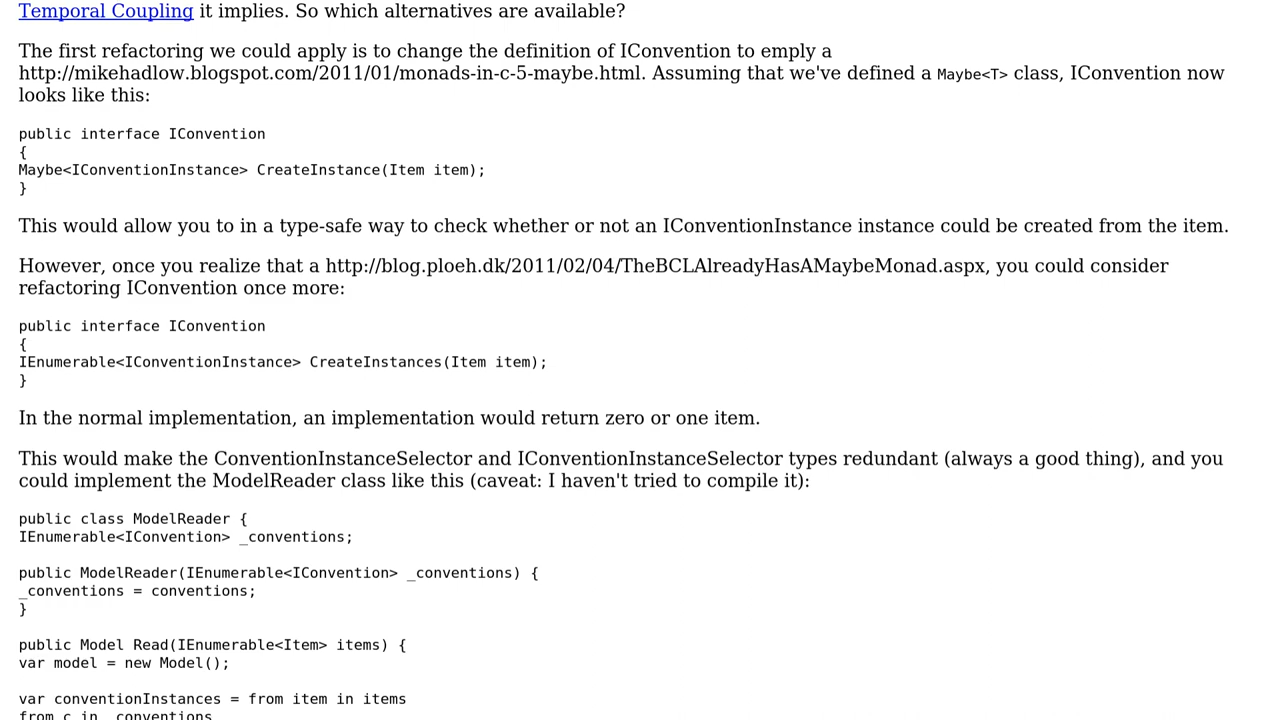 Temporal Coupling it implies. So which alternatives are available?
The first refactoring we could apply is to change the definition of IConvention to emply a
http://mikehadlow.blogspot.com/2011/01/monads-in-c-5-maybe.html. Assuming that we've defined a Maybe<T> class, IConvention now
looks like this:
public interface IConvention
{
Maybe<IConventionInstance> CreateInstance(Item item);
}
This would allow you to in a type-safe way to check whether or not an IConventionInstance instance could be created from the item.
However, once you realize that a http://blog.ploeh.dk/2011/02/04/TheBCLAlreadyHasAMaybeMonad.aspx, you could consider
refactoring IConvention once more:
public interface IConvention
{
IEnumerable<IConventionInstance> CreateInstances(Item item);
}
In the normal implementation, an implementation would return zero or one item.
This would make the ConventionInstanceSelector and IConventionInstanceSelector types redundant (always a good thing), and you
could implement the ModelReader class like this (caveat: I haven't tried to compile it):
public class ModelReader {
IEnumerable<IConvention> _conventions;
public ModelReader(IEnumerable<IConvention> _conventions) {
_conventions = conventions;
}
public Model Read(IEnumerable<Item> items) {
var model = new Model();
var conventionInstances = from item in items
from c in _conventions